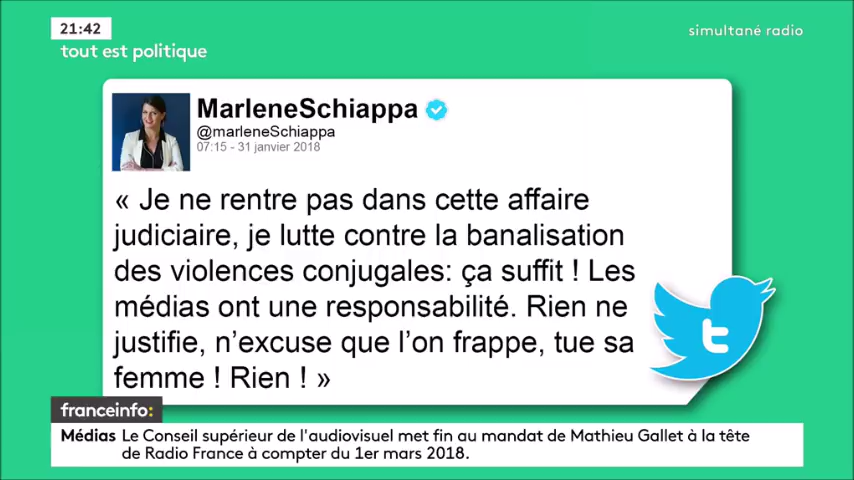 21:42
simultané radio
tout est politique
MarleneSchiappa
@marleneSchiappa
07:15 - 31 janvier 2018
« Je ne rentre pas dans cette affaire
judiciaire, je lutte contre la banalisation
des violences conjugales: ça suffit ! Les
médias ont une responsabilité. Rien ne
justifie, n’excuse que l’on frappe, tue sa
femme ! Rien ! »
t
franceinfo:
Médias Le Conseil supérieur de l'audiovisuel met fin au mandat de Mathieu Gallet à la tête
de Radio France à compter du 1er mars 2018.